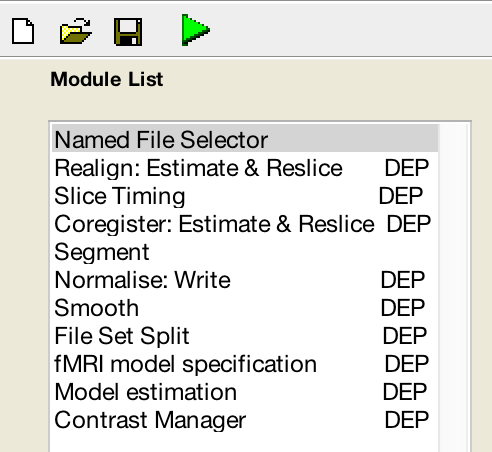 Module List
Named File Selector
Realign: Estimate & Reslice DEP
Slice Timing DEP
Coregister: Estimate & Reslice DEP
Segment
Normalise: Write DEP
Smooth DEP
File Set Split DEP
fMRI model specification DEP
Model estimation DEP
Contrast Manager DEP